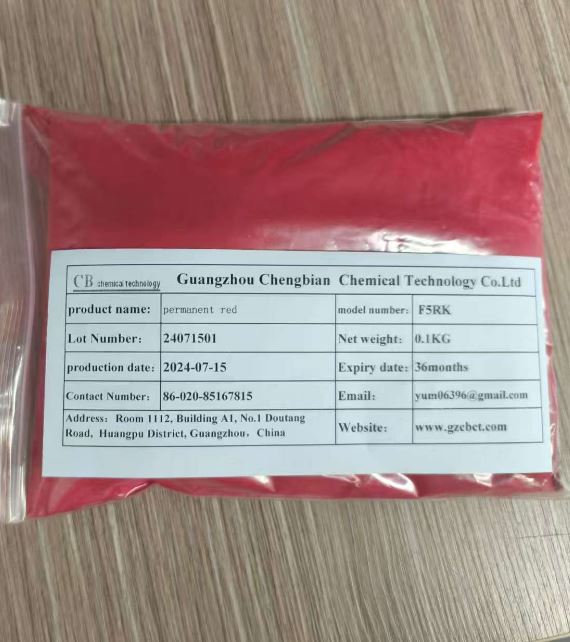 CB chemical technology Guangzhou Chengbian Chemical Technology Co.Ltd
product name: permanent red model number: F5RK
Lot Number: 24071501 Net weight: 0.1KG
production date: 2024-07-15 Expiry date: 36months
Contact Number: 86-020-85167815 Email: yum06396@gmail.com
Address: Room 1112, Building A1, No.1 Doutang
Road, Huangpu District, Guangzhou, China
Website: www.gzcbct.com